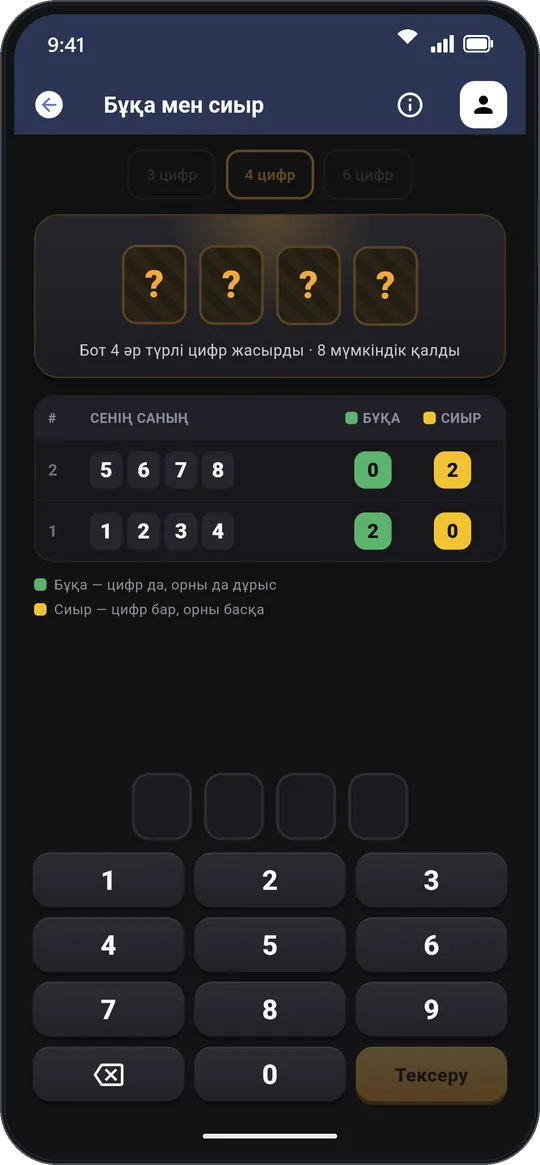 9:41
Бұқа мен сиыр
3 цифр 4 цифр 6 цифр
? ? ? ?
Бот 4 әр түрлі цифр жасырды · 8 мүмкіндік қалды
# СЕНІҢ САНЫҢ БҰҚА СИЫР
2 5 6 7 8 0 2
1 1 2 3 4 2 0
Бұқа — цифр да, орны да дұрыс
Сиыр — цифр бар, орны басқа
1 2 3
4 5 6
7 8 9
0 Тексеру